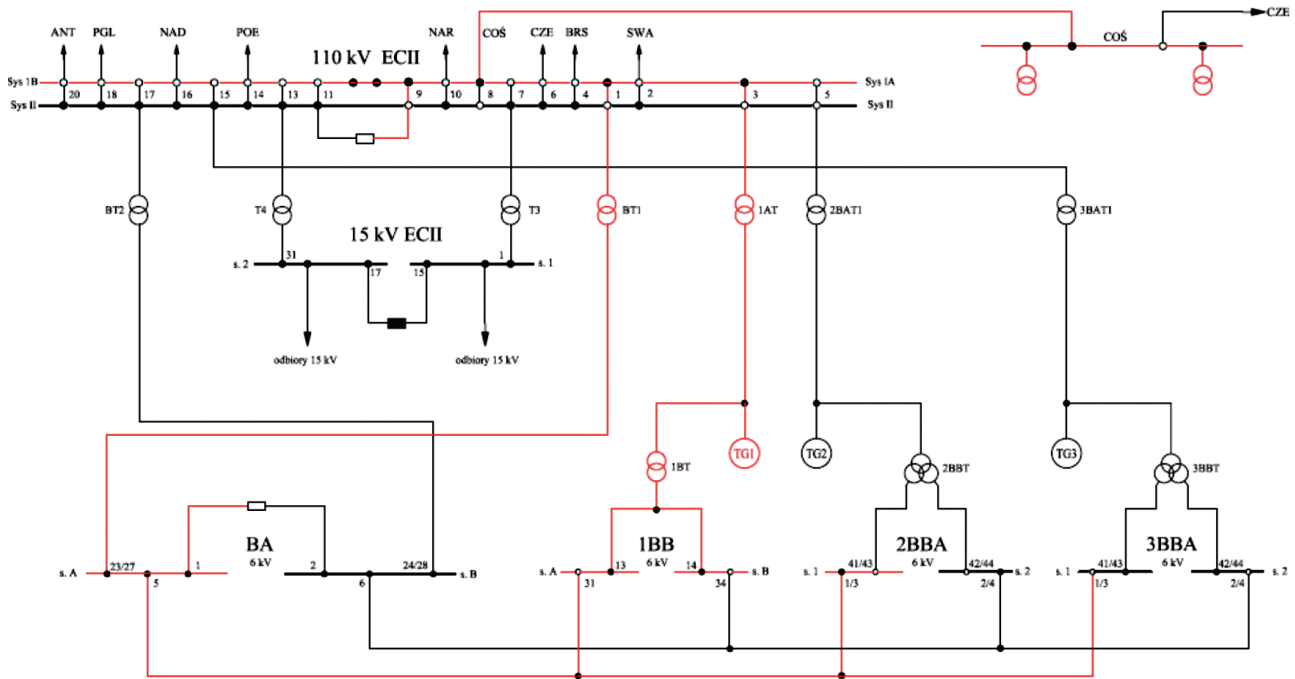 ANT PGL NAD POE NAR COŚ CZE BRS SWA
CZE
COŚ
110 kV ECII
Sys 1B Sys IA
20 18 17 16 15 14 13 11 9 10 8 7 6 4 1 2 3 5
Sys II Sys II
BT2 T4 T3 BT1 1AT 2BAT1 3BAT1
15 kV ECII
s. 2 31 17 15 1 s. 1
odbiory 15 kV odbiory 15 kV
1BT TG1 TG2 2BBT TG3 3BBT
BA 1BB 2BBA 3BBA
s. A 23/27 5 1 6 kV 2 6 24/28 s. B
s. A 31 13 6 kV 14 34 s. B
s. 1 41/43 1/3 6 kV 42/44 2/4 s. 2
s. 1 41/43 1/3 6 kV 42/44 2/4 s. 2